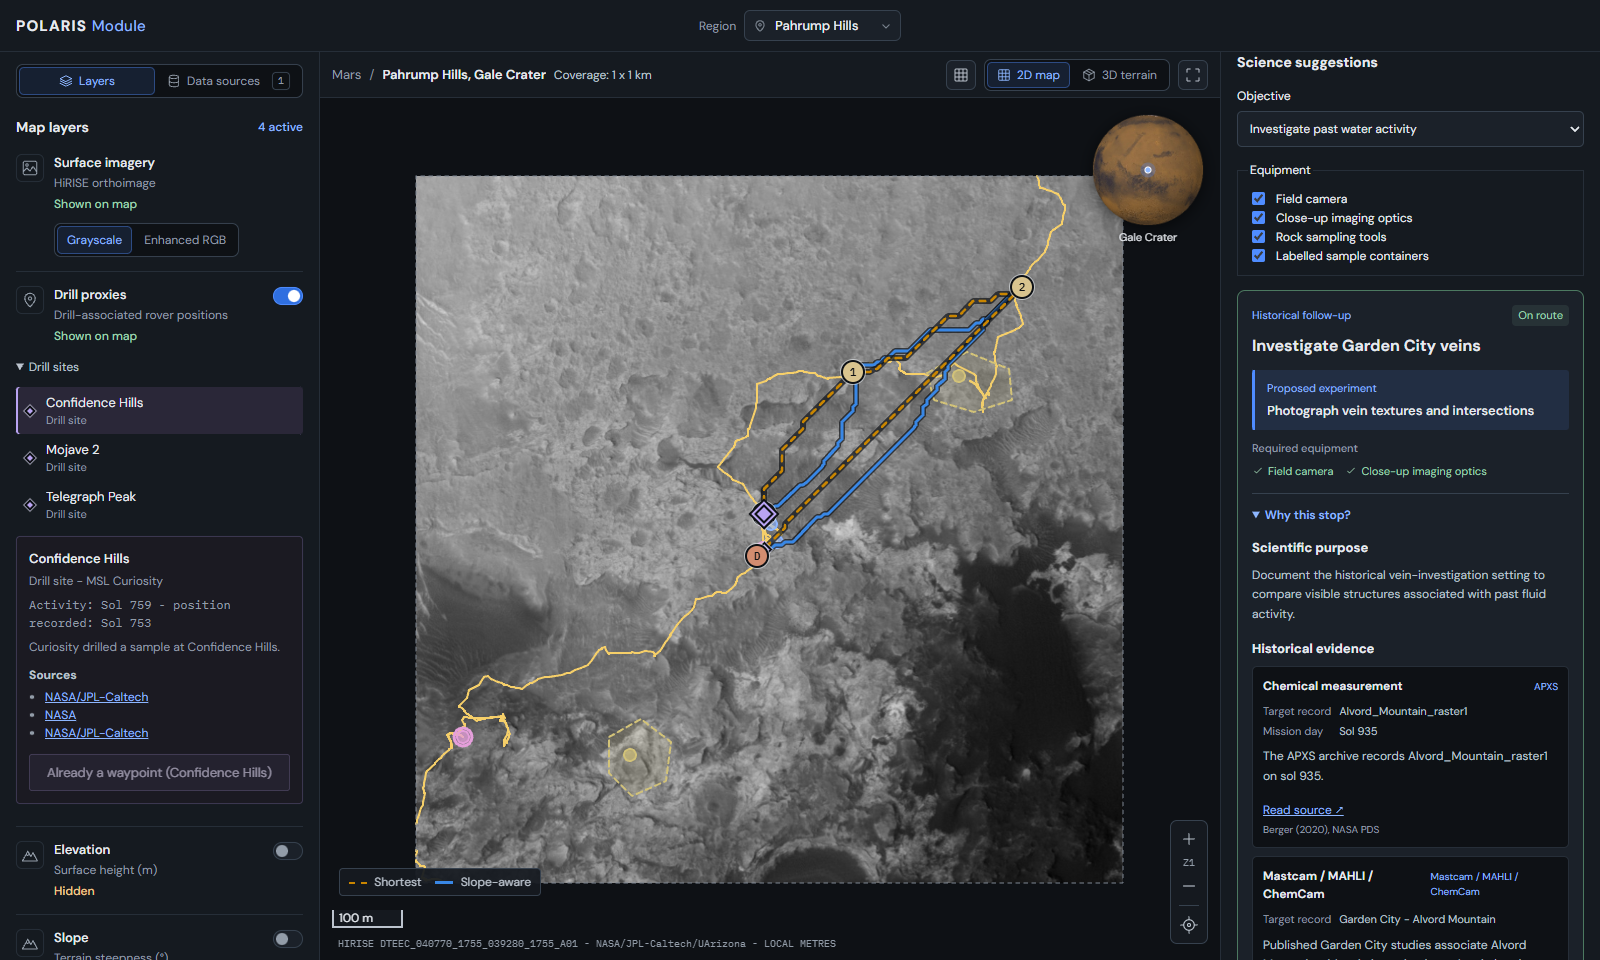 POLARIS Module
Region
Pahrump Hills
Layers
Data sources 1
Map layers
4 active
Surface imagery
HiRISE orthoimage
Shown on map
Grayscale
Enhanced RGB
Drill proxies
Drill-associated rover positions
Shown on map
▼ Drill sites
Confidence Hills
Drill site
Mojave 2
Drill site
Telegraph Peak
Drill site
Confidence Hills
Drill site – MSL Curiosity
Activity: Sol 759 - position
recorded: Sol 753
Curiosity drilled a sample at Confidence Hills.
Sources
• NASA/JPL-Caltech
• NASA
• NASA/JPL-Caltech
Already a waypoint (Confidence Hills)
Elevation
Surface height (m)
Hidden
Slope
Terrain steepness (°)
Mars / Pahrump Hills, Gale Crater Coverage: 1 x 1 km
2D map
3D terrain
Gale Crater
2
1
D
Shortest
Slope-aware
100 m
Z1
HIRISE DTEEC_040770_1755_039280_1755_A01 - NASA/JPL-Caltech/UArizona - LOCAL METRES
Science suggestions
Objective
Investigate past water activity
Equipment
Field camera
Close-up imaging optics
Rock sampling tools
Labelled sample containers
Historical follow-up
On route
Investigate Garden City veins
Proposed experiment
Photograph vein textures and intersections
Required equipment
✓ Field camera ✓ Close-up imaging optics
▼ Why this stop?
Scientific purpose
Document the historical vein-investigation setting to
compare visible structures associated with past fluid
activity.
Historical evidence
Chemical measurement
APXS
Target record Alvord_Mountain_raster1
Mission day Sol 935
The APXS archive records Alvord_Mountain_raster1
on sol 935.
Read source ↗
Berger (2020), NASA PDS
Mastcam / MAHLI /
ChemCam
Mastcam / MAHLI /
ChemCam
Target record Garden City - Alvord Mountain
Published Garden City studies associate Alvord